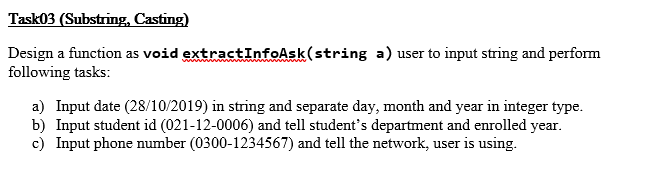 Task03 (Substring, Casting)
Design a function as void extractInfoAsk(string a) user to input string and perform
following tasks:
a) Input date (28/10/2019) in string and separate day, month and year in integer type.
b) Input student id (021-12-0006) and tell student's department and enrolled year.
c) Input phone number (0300-1234567) and tell the network, user is using.